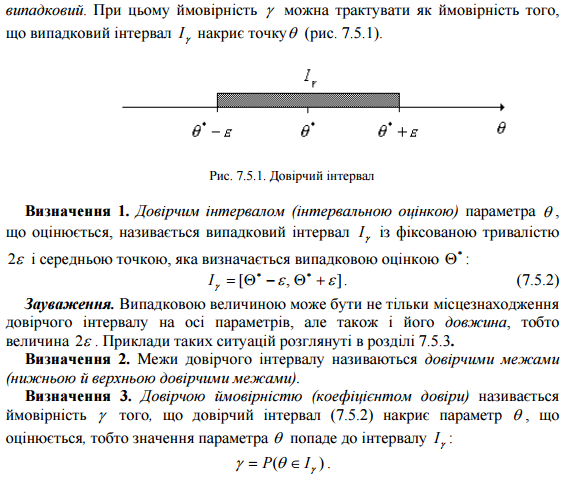 випадковий. При цьому ймовірність γ можна трактувати як ймовірність того,
що випадковий інтервал I_γ накриє точку θ (рис. 7.5.1).
I_γ
θ* − ε θ* θ* + ε θ
Рис. 7.5.1. Довірчий інтервал
Визначення 1. Довірчим інтервалом (інтервальною оцінкою) параметра θ ,
що оцінюється, називається випадковий інтервал I_γ із фіксованою тривалістю
2ε і середньою точкою, яка визначається випадковою оцінкою Θ* :
I_γ = [Θ* − ε, Θ* + ε]. (7.5.2)
Зауваження. Випадковою величиною може бути не тільки місцезнаходження
довірчого інтервалу на осі параметрів, але також і його довжина, тобто
величина 2ε . Приклади таких ситуацій розглянуті в розділі 7.5.3.
Визначення 2. Межи довірчого інтервалу називаються довірчими межами
(нижньою й верхньою довірчими межами).
Визначення 3. Довірчою ймовірністю (коефіцієнтом довіри) називається
ймовірність γ того, що довірчий інтервал (7.5.2) накриє параметр θ , що
оцінюється, тобто значення параметра θ попаде до інтервалу I_γ :
γ = P(θ ∈ I_γ) .